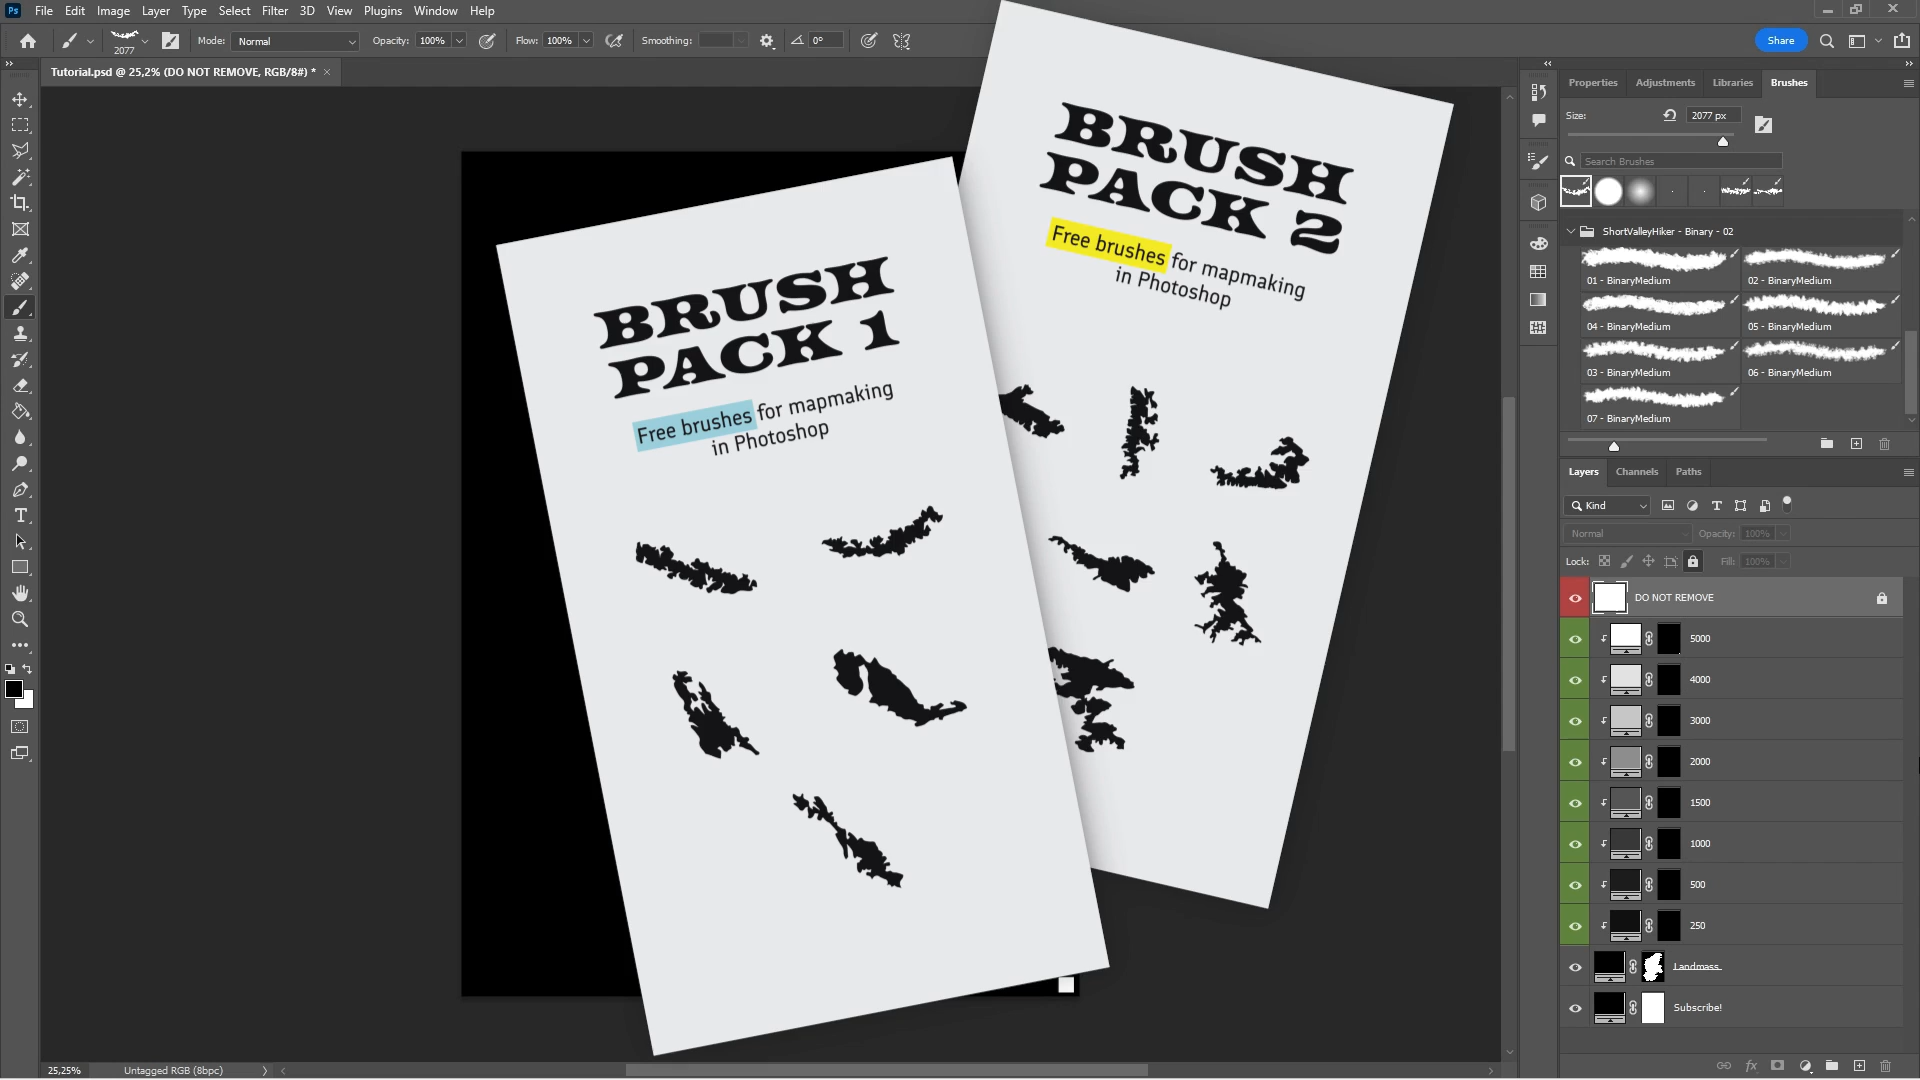 Ps File Edit Image Layer Type Select Filter 3D View Plugins Window Help
2077 Mode: Normal Opacity: 100% Flow: 100% Smoothing: 0° Share
Tutorial.psd @ 25,2% (DO NOT REMOVE, RGB/8#) * ×
BRUSH
PACK 1
Free brushes for mapmaking
in Photoshop
BRUSH
PACK 2
Free brushes for mapmaking
in Photoshop
Properties Adjustments Libraries Brushes
Size: 2077 px
Search Brushes
ShortValleyHiker - Binary - 02
01 - BinaryMedium 02 - BinaryMedium
04 - BinaryMedium 05 - BinaryMedium
03 - BinaryMedium 06 - BinaryMedium
07 - BinaryMedium
Layers Channels Paths
Kind
Normal Opacity: 100%
Lock: Fill: 100%
DO NOT REMOVE
5000
4000
3000
2000
1500
1000
500
250
Landmass
Subscribe!
25,25% Untagged RGB (8bpc)